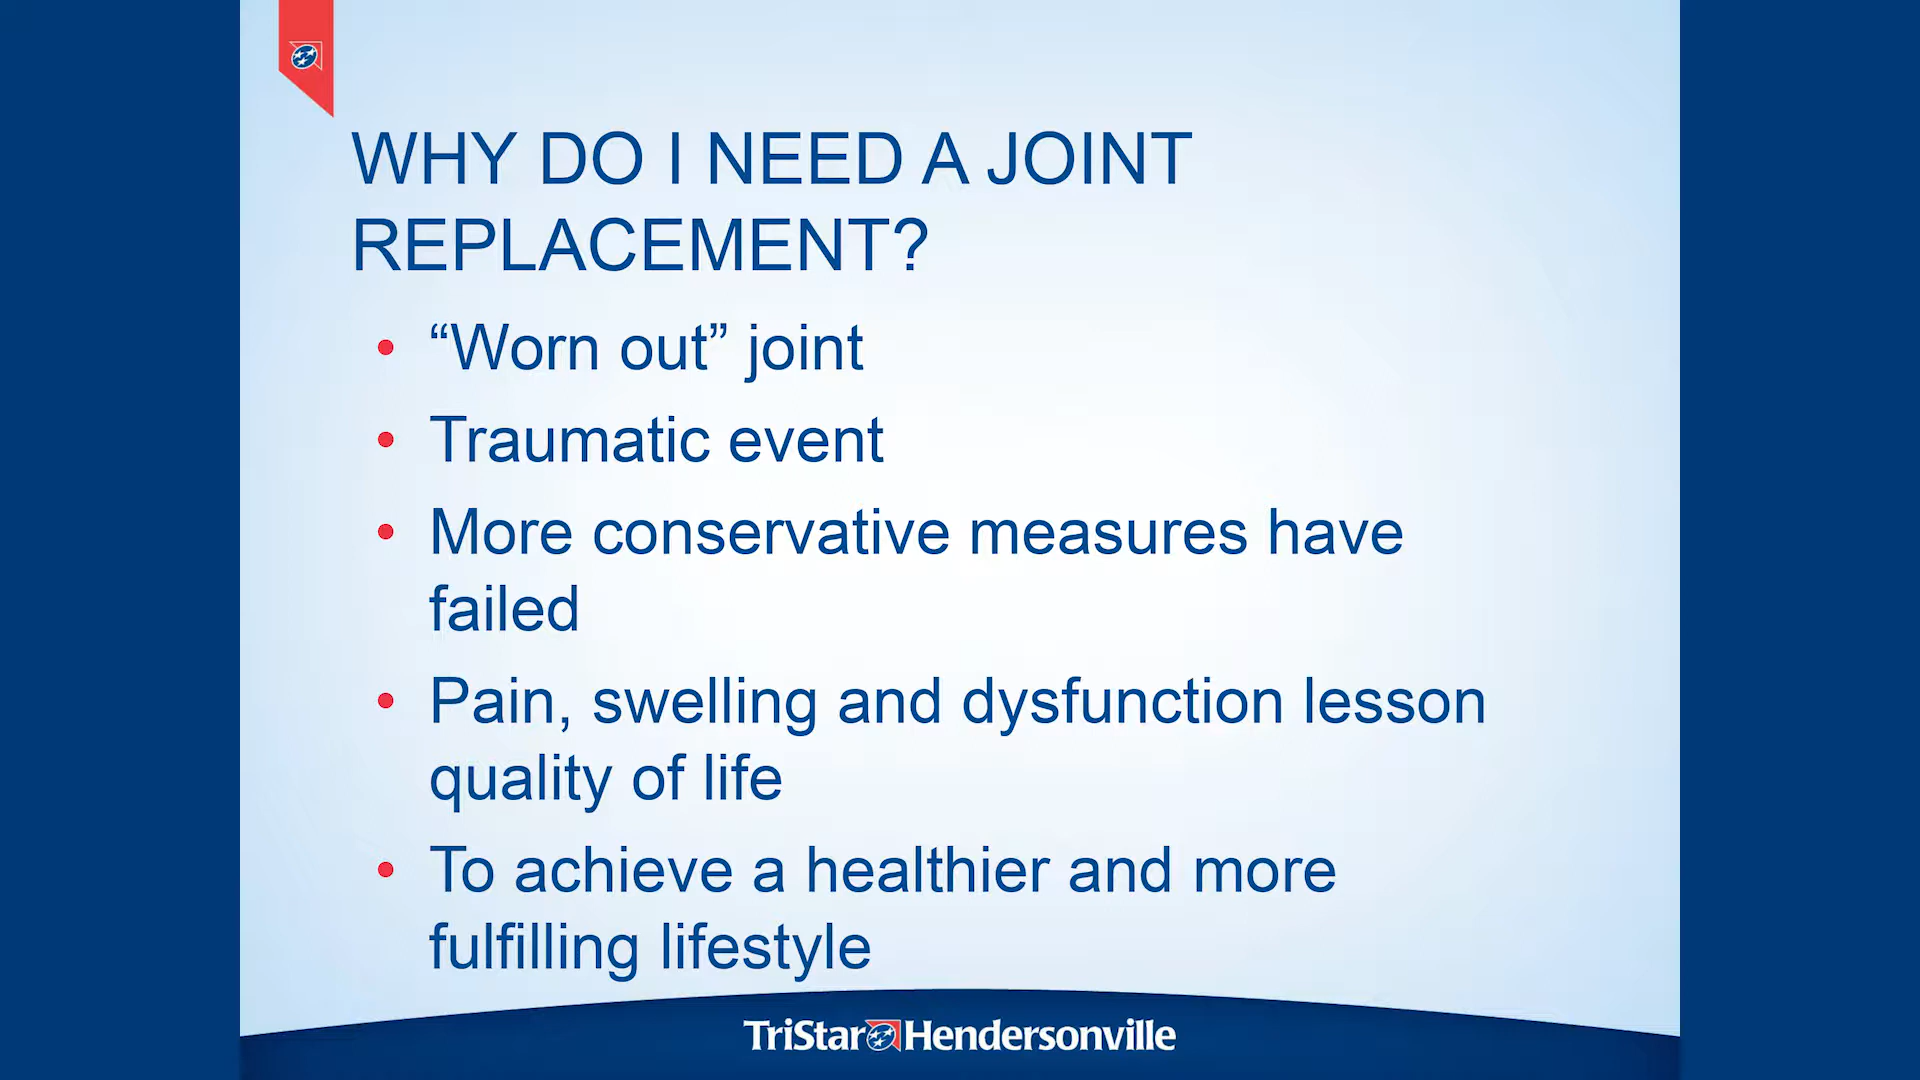 WHY DO I NEED A JOINT
REPLACEMENT?
• “Worn out” joint
• Traumatic event
• More conservative measures have
failed
• Pain, swelling and dysfunction lesson
quality of life
• To achieve a healthier and more
fulfilling lifestyle
TriStar Hendersonville